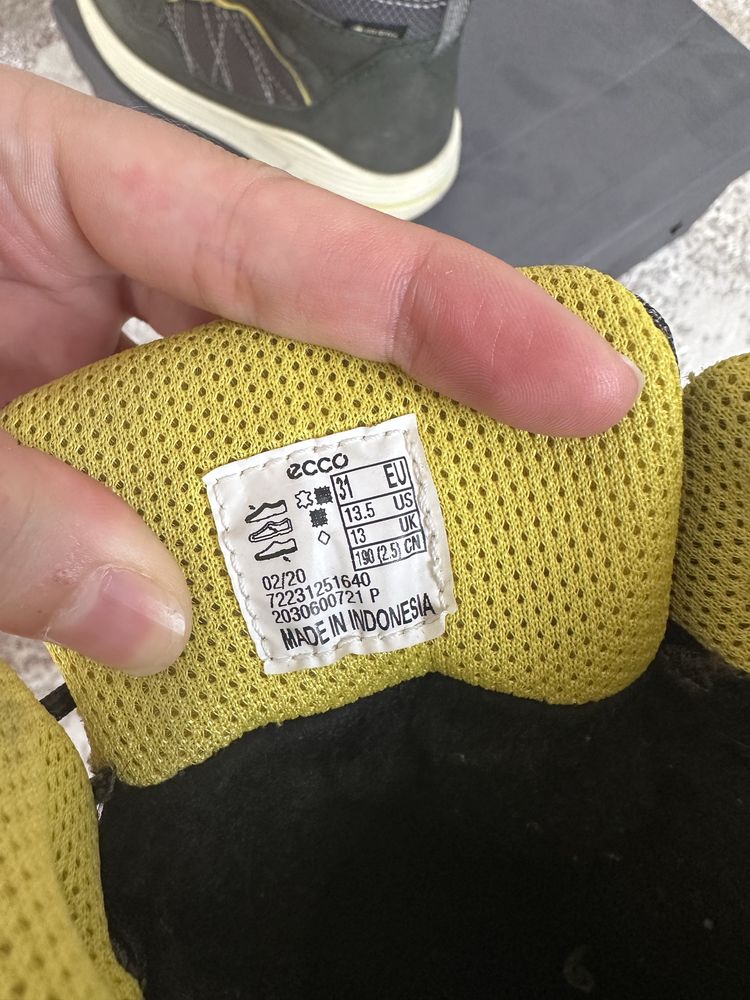 ecco
31 EU
13.5 US
13 UK
190 (2.5) CN
02/20
72231251640
2030600721 P
MADE IN INDONESIA